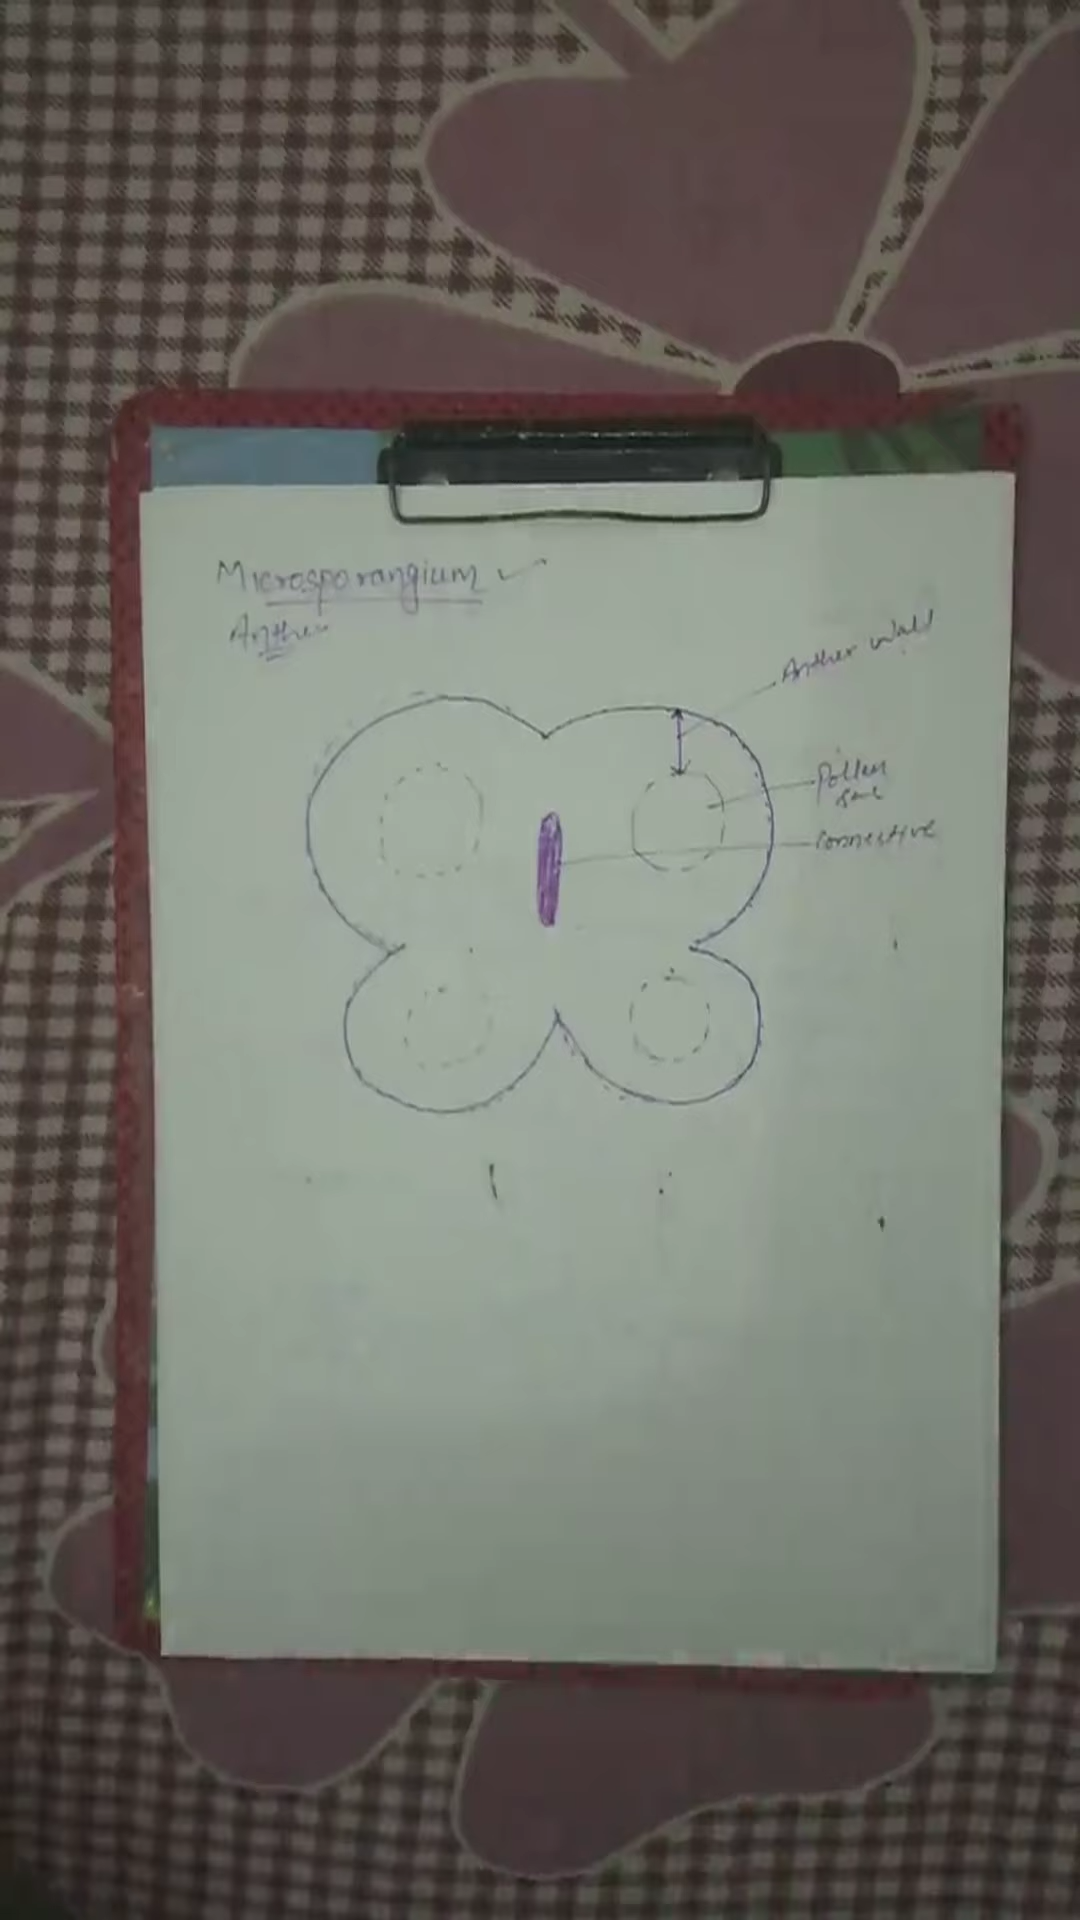 Microsporangium
Anther
Anther wall
Pollen
sac
connective